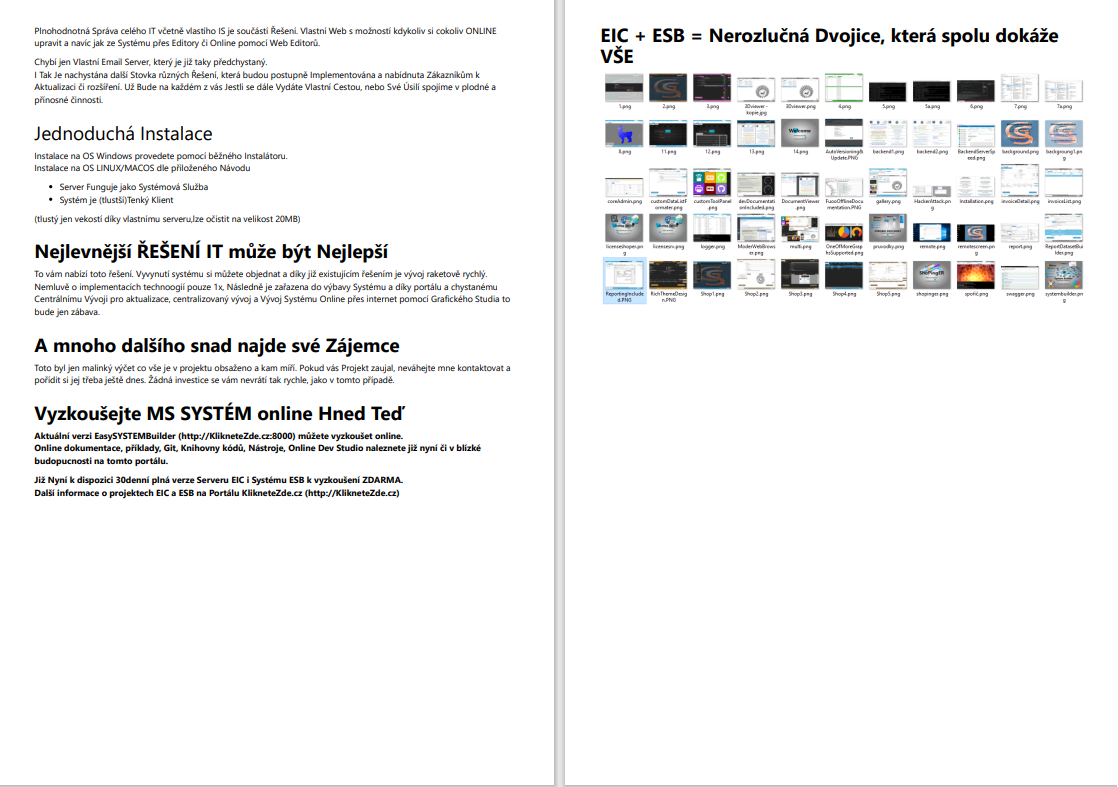 Plnohodnotná Správa celého IT včetně vlastího IS je součástí Řešení. Vlastní Web s možností kdykoliv si cokoliv ONLINE
upravit a navíc jak ze Systému přes Editory či Online pomocí Web Editorů.
Chybí jen Vlastní Email Server, který je již taky předchystaný.
I Tak Je nachystána další Stovka různých Řešení, která budou postupně Implementována a nabídnuta Zákazníkům k
Aktualizaci či rozšíření. Už Bude na každém z vás Jestli se dále Vydáte Vlastní Cestou, nebo Své Úsilí spojíme v plodné a
přínosné činnosti.
Jednoduchá Instalace
Instalace na OS Windows provedete pomocí běžného Instalátoru.
Instalace na OS LINUX/MACOS dle přiloženého Návodu
• Server Funguje jako Systémová Služba
• Systém je (tlustší)Tenký Klient
(tlustý jen vekostí díky vlastnímu serveru,lze očistit na velikost 20MB)
Nejlevnější ŘEŠENÍ IT může být Nejlepší
To vám nabízí toto řešení. Vyvynutí systému si můžete objednat a díky již existujícím řešením je vývoj raketově rychlý.
Nemluvě o implementacích technoogií pouze 1x, Následně je zařazena do výbavy Systému a díky portálu a chystanému
Centrálnímu Vývoji pro aktualizace, centralizovaný vývoj a Vývoj Systému Online přes internet pomocí Grafického Studia to
bude jen zábava.
A mnoho dalšího snad najde své Zájemce
Toto byl jen malinký výčet co vše je v projektu obsaženo a kam míří. Pokud vás Projekt zaujal, neváhejte mne kontaktovat a
pořídit si jej třeba ještě dnes. Žádná investice se vám nevrátí tak rychle, jako v tomto případě.
Vyzkoušejte MS SYSTÉM online Hned Teď
Aktuální verzi EasySYSTEMBuilder (http://KlikneteZde.cz:8000) můžete vyzkoušet online.
Online dokumentace, příklady, Git, Knihovny kódů, Nástroje, Online Dev Studio naleznete již nyní či v blízké
budopucnosti na tomto portálu.
Již Nyní k dispozici 30denní plná verze Serveru EIC i Systému ESB k vyzkoušení ZDARMA.
Další informace o projektech EIC a ESB na Portálu KlikneteZde.cz (http://KlikneteZde.cz)
EIC + ESB = Nerozlučná Dvojice, která spolu dokáže
VŠE
1.png 2.png 3.png 3Dviewer - kopie.jpg 3Dviewer.png 4.png 5.png 5a.png 6.png 7.png 7a.png
8.png 11.png 12.png 13.png 14.png AutoVersioning&Update.PNG backend1.png backend2.png BackendServerSpeed.png background.png background1.png
coreAdmin.png customDataListFormater.png customToolPanel.png devDocumentationIncluded.png DocumentViewer.png FuooOfflineDocumentation.PNG gallery.png HackerAttack.png Installation.png invoiceDetail.png invoiceList.png
licenseshoper.png licensesrv.png logger.png ModernWebBrowser.png multi.png OneOfMoreGraphsSupported.png pruvodky.png remote.png remotescreen.png report.png ReportDatasetBuilder.png
ReportingIncluded.PNG RichThemeDesign.PNG Shop1.png Shop2.png Shop3.png Shop4.png Shop5.png shopinger.png sporic.png swagger.png systembuilder.png